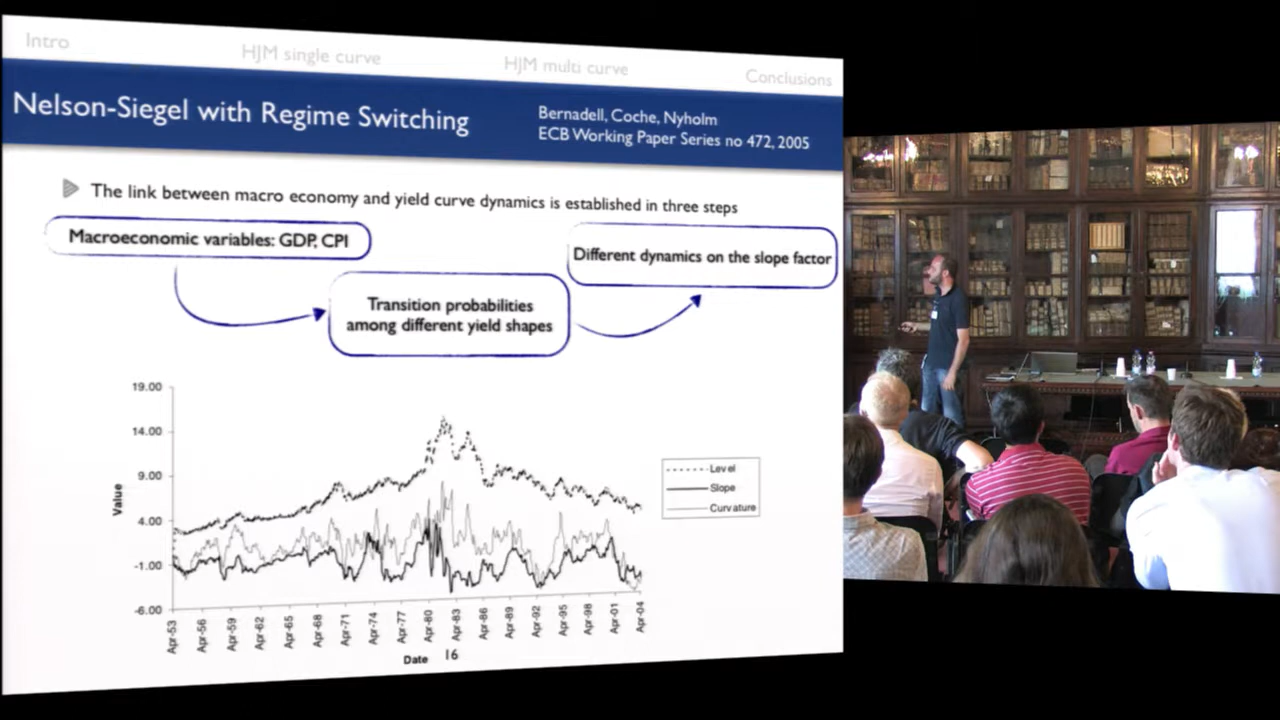 Intro
HJM single curve
HJM multi curve
Conclusions
Nelson-Siegel with Regime Switching
Bernadell, Coche, Nyholm
ECB Working Paper Series no 472, 2005
The link between macro economy and yield curve dynamics is established in three steps
Macroeconomic variables: GDP, CPI
Different dynamics on the slope factor
Transition probabilities
among different yield shapes
19.00
14.00
9.00
4.00
-1.00
-6.00
Value
Level
Slope
Curvature
Apr-53
Apr-56
Apr-59
Apr-62
Apr-65
Apr-68
Apr-71
Apr-74
Apr-77
Apr-80
Apr-83
Apr-86
Apr-89
Apr-92
Apr-95
Apr-98
Apr-01
Apr-04
Date
16